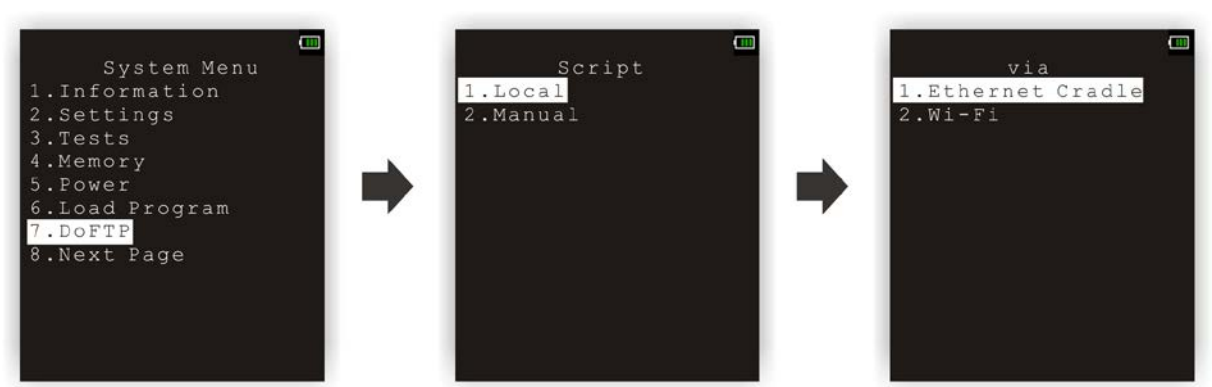 System Menu
1.Information
2.Settings
3.Tests
4.Memory
5.Power
6.Load Program
7.DoFTP
8.Next Page
Script
1.Local
2.Manual
via
1.Ethernet Cradle
2.Wi-Fi